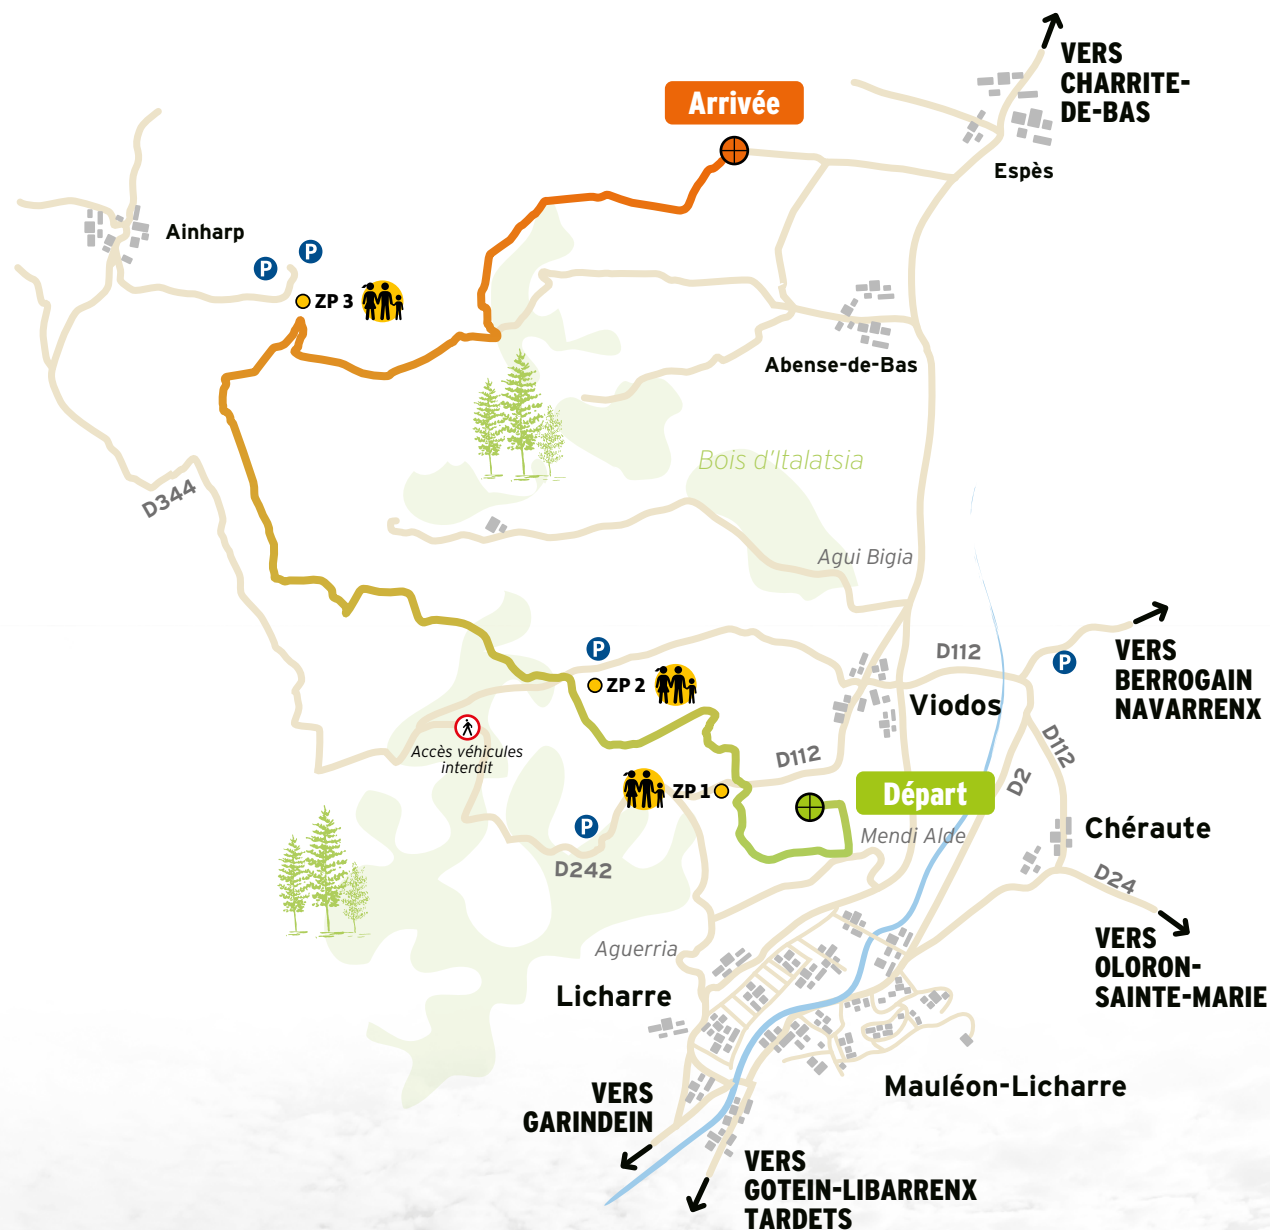 VERS
CHARRITE-
DE-BAS
Arrivée
Espès
Ainharp
P
P
ZP 3
Abense-de-Bas
Bois d'Italatsia
D344
Agui Bigia
P
ZP 2
D112
P
VERS
BERROGAIN
NAVARRENX
Viodos
Accès véhicules
interdit
D112
D112
D2
ZP 1
Départ
P
Mendi Alde
Chéraute
D242
D24
Aguerria
VERS
OLORON-
SAINTE-MARIE
Licharre
Mauléon-Licharre
VERS
GARINDEIN
VERS
GOTEIN-LIBARRENX
TARDETS